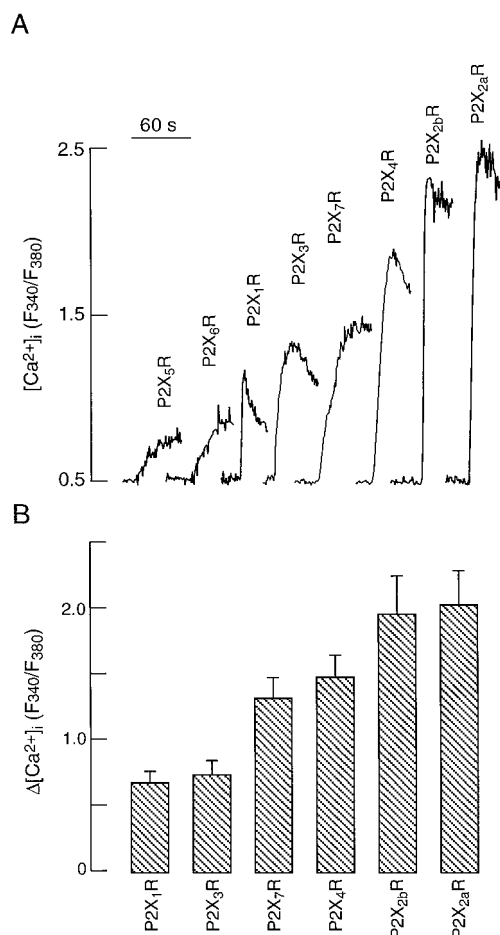 A
60 s
P2X5R
P2X6R
P2X1R
P2X3R
P2X7R
P2X4R
P2X2bR
P2X2aR
2.5
1.5
0.5
[Ca2+]i (F340/F380)
B
2.0
1.0
0
Δ[Ca2+]i (F340/F380)
P2X1R
P2X3R
P2X7R
P2X4R
P2X2bR
P2X2aR